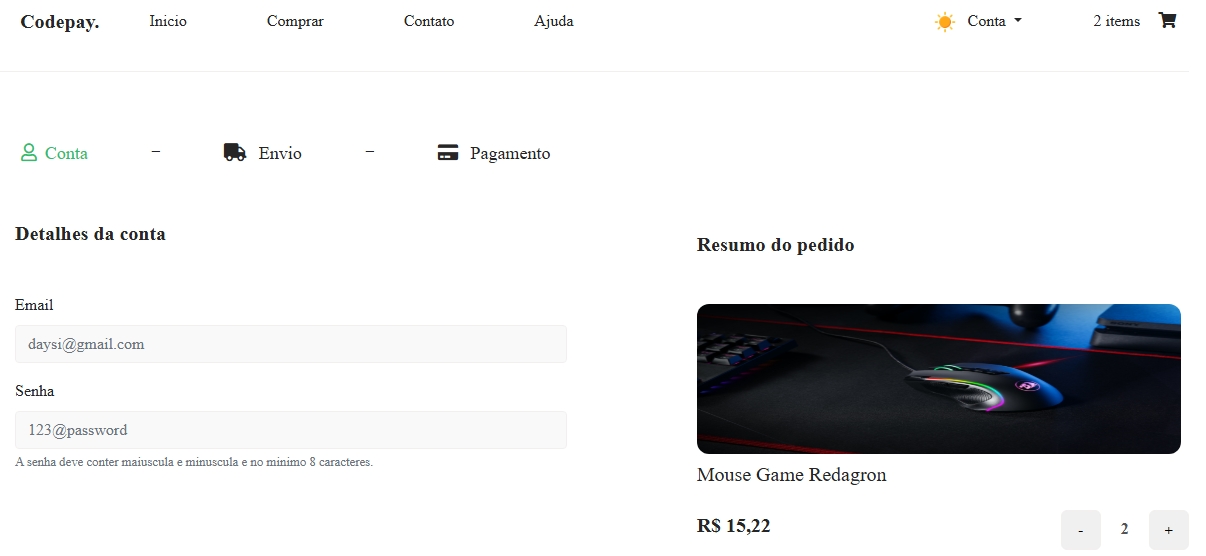 Codepay. Inicio Comprar Contato Ajuda Conta 2 items
Conta – Envio – Pagamento
Detalhes da conta
Email
daysi@gmail.com
Senha
123@password
A senha deve conter maiuscula e minuscula e no minimo 8 caracteres.
Resumo do pedido
Mouse Game Redagron
R$ 15,22 - 2 +